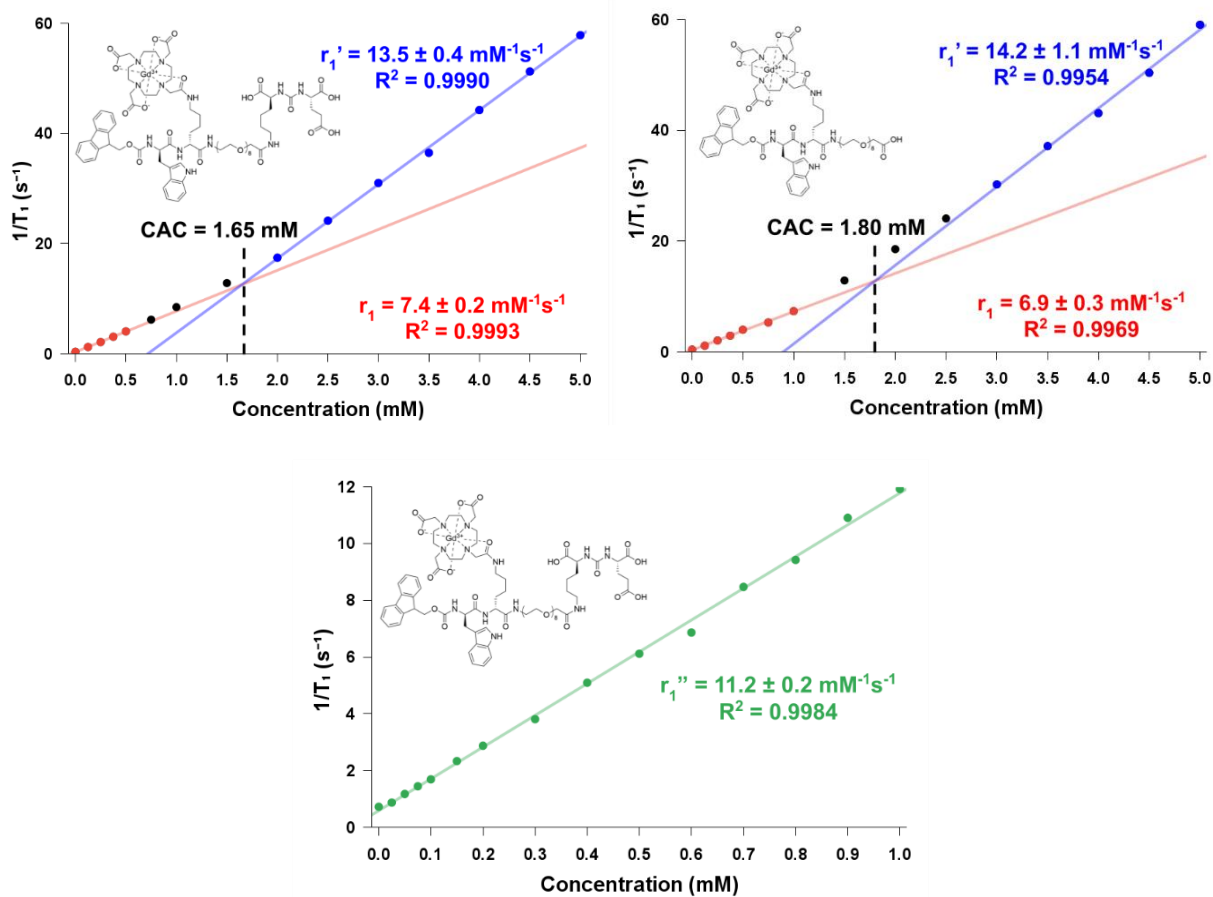 1/T₁ (s⁻¹)
60
40
20
0
r₁' = 13.5 ± 0.4 mM⁻¹s⁻¹
R² = 0.9990
CAC = 1.65 mM
r₁ = 7.4 ± 0.2 mM⁻¹s⁻¹
R² = 0.9993
0.0 0.5 1.0 1.5 2.0 2.5 3.0 3.5 4.0 4.5 5.0
Concentration (mM)
1/T₁ (s⁻¹)
60
40
20
0
r₁' = 14.2 ± 1.1 mM⁻¹s⁻¹
R² = 0.9954
CAC = 1.80 mM
r₁ = 6.9 ± 0.3 mM⁻¹s⁻¹
R² = 0.9969
0.0 0.5 1.0 1.5 2.0 2.5 3.0 3.5 4.0 4.5 5.0
Concentration (mM)
1/T₁ (s⁻¹)
12
10
8
6
4
2
0
r₁" = 11.2 ± 0.2 mM⁻¹s⁻¹
R² = 0.9984
0.0 0.1 0.2 0.3 0.4 0.5 0.6 0.7 0.8 0.9 1.0
Concentration (mM)